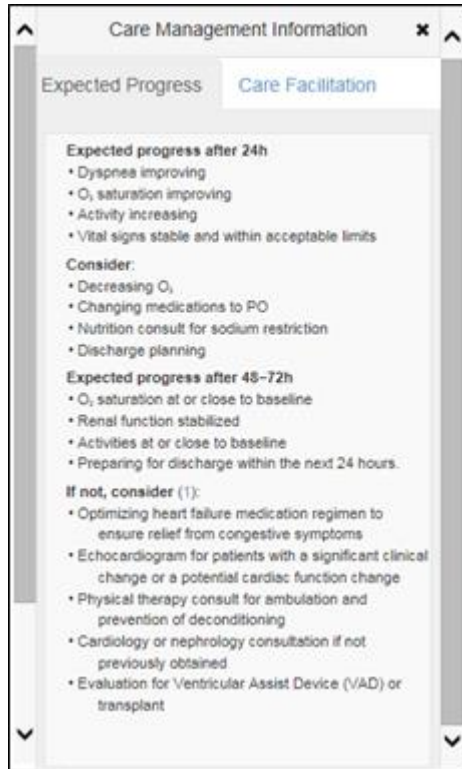 Care Management Information ×
Expected Progress Care Facilitation
Expected progress after 24h
• Dyspnea improving
• O₂ saturation improving
• Activity increasing
• Vital signs stable and within acceptable limits
Consider:
• Decreasing O₂
• Changing medications to PO
• Nutrition consult for sodium restriction
• Discharge planning
Expected progress after 48–72h
• O₂ saturation at or close to baseline
• Renal function stabilized
• Activities at or close to baseline
• Preparing for discharge within the next 24 hours.
If not, consider (1):
• Optimizing heart failure medication regimen to
ensure relief from congestive symptoms
• Echocardiogram for patients with a significant clinical
change or a potential cardiac function change
• Physical therapy consult for ambulation and
prevention of deconditioning
• Cardiology or nephrology consultation if not
previously obtained
• Evaluation for Ventricular Assist Device (VAD) or
transplant